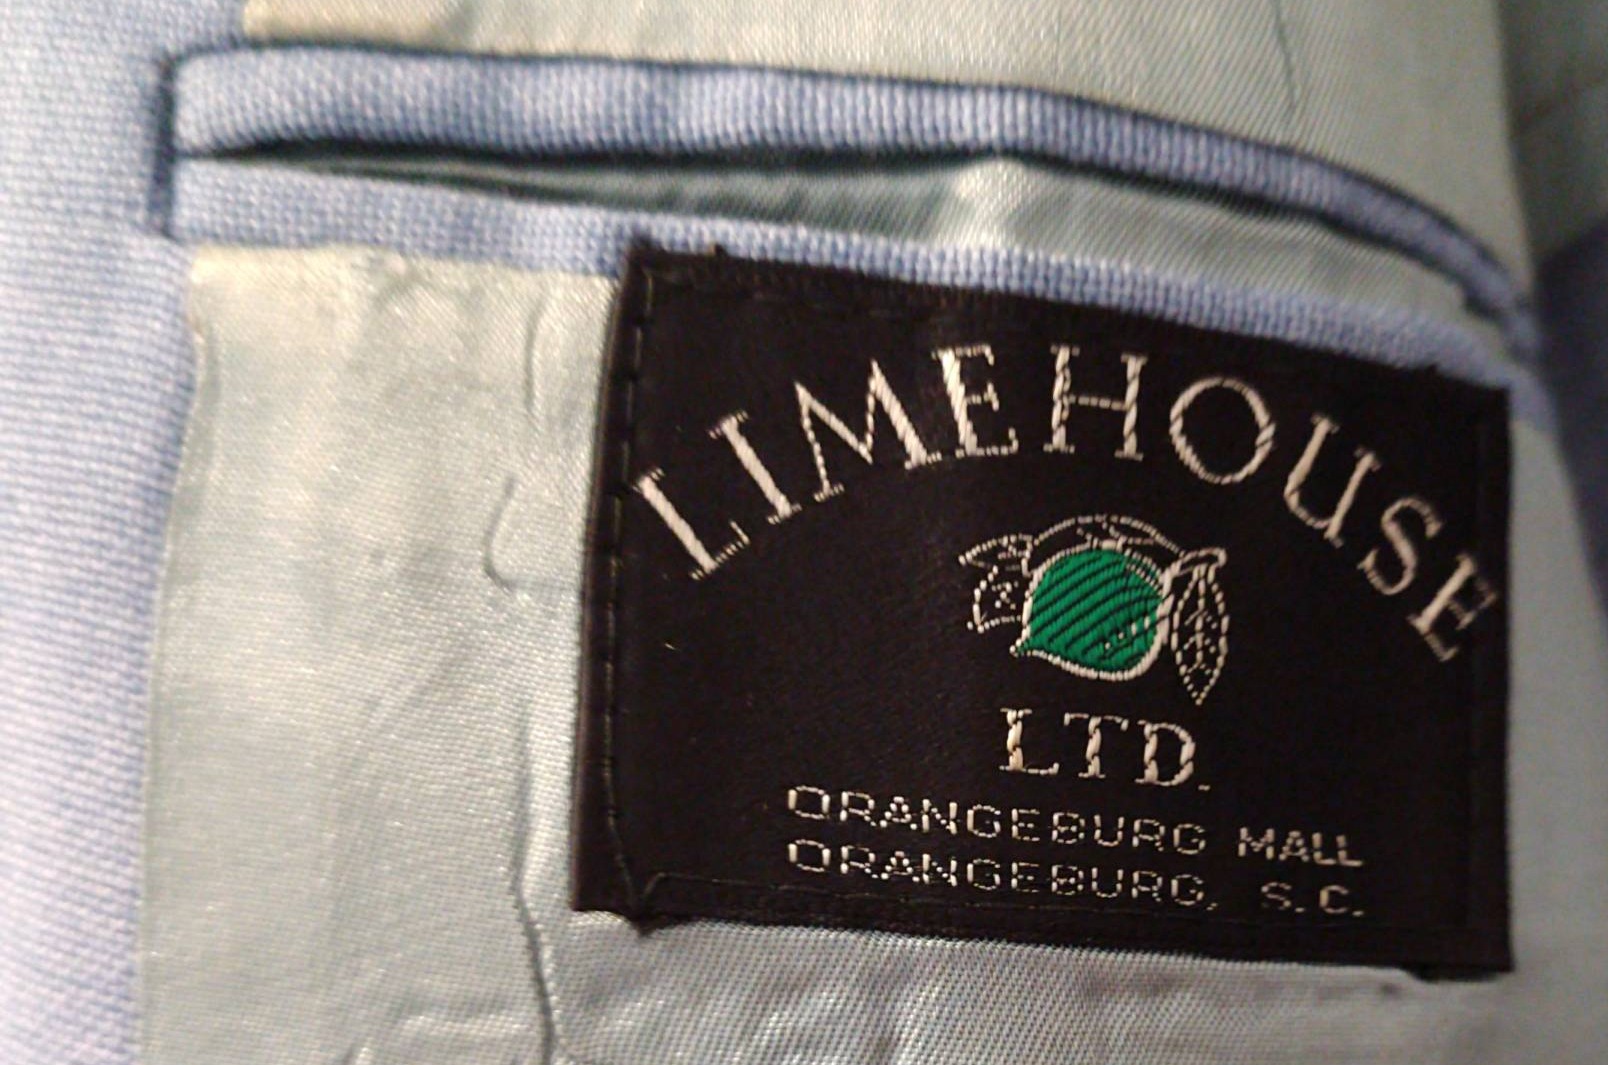 LIMEHOUSE
LTD.
ORANGEBURG MALL
ORANGEBURG, S.C.